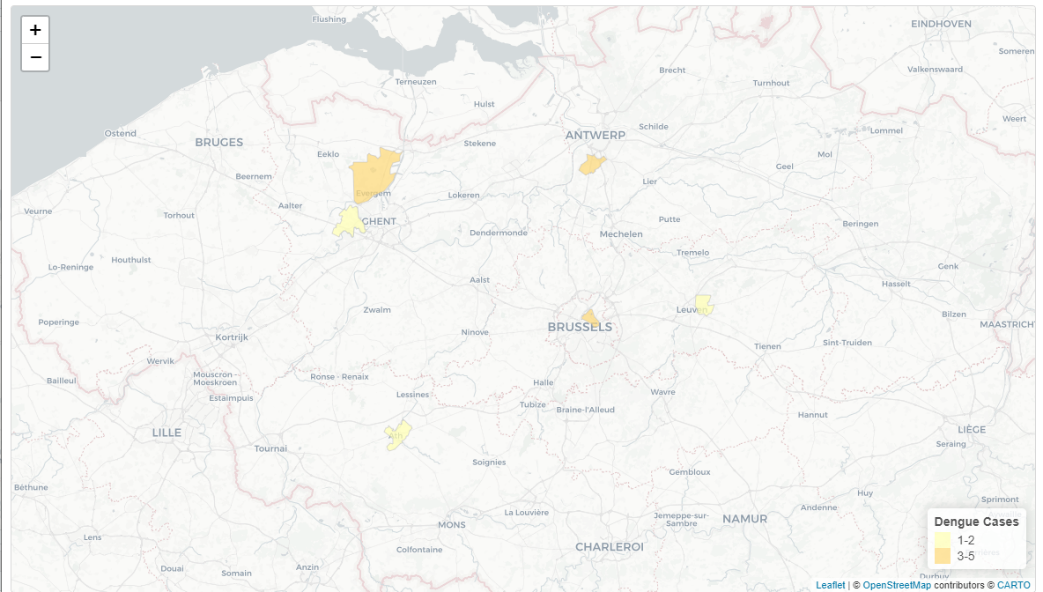 +
−
Flushing
EINDHOVEN
Someren
Valkenswaard
Brecht
Turnhout
Terneuzen
Hulst
Weert
Ostend
BRUGES
Stekene
ANTWERP
Schilde
Lommel
Eeklo
Mol
Geel
Beernem
Evergem
Lokeren
Lier
Aalter
Veurne
Torhout
GHENT
Putte
Beringen
Dendermonde
Mechelen
Tremelo
Lo-Reninge
Houthulst
Genk
Aalst
Hasselt
Zwalm
Leuven
Bilzen
Poperinge
BRUSSELS
MAASTRICHT
Kortrijk
Ninove
Tienen
Sint-Truiden
Wervik
Bailleul
Mouscron
Moeskroen
Ronse - Renaix
Halle
Estaimpuis
Lessines
Wavre
Tubize
Braine-l'Alleud
Hannut
LILLE
LIÈGE
Ath
Tournai
Seraing
Soignies
Gembloux
Béthune
Huy
Sprimont
Andenne
La Louvière
Jemeppe-sur-
Sambre
NAMUR
MONS
Lens
Colfontaine
CHARLEROI
Douai
Somain
Anzin
Durbuy
Dengue Cases
1-2
3-5
Leaflet | © OpenStreetMap contributors © CARTO